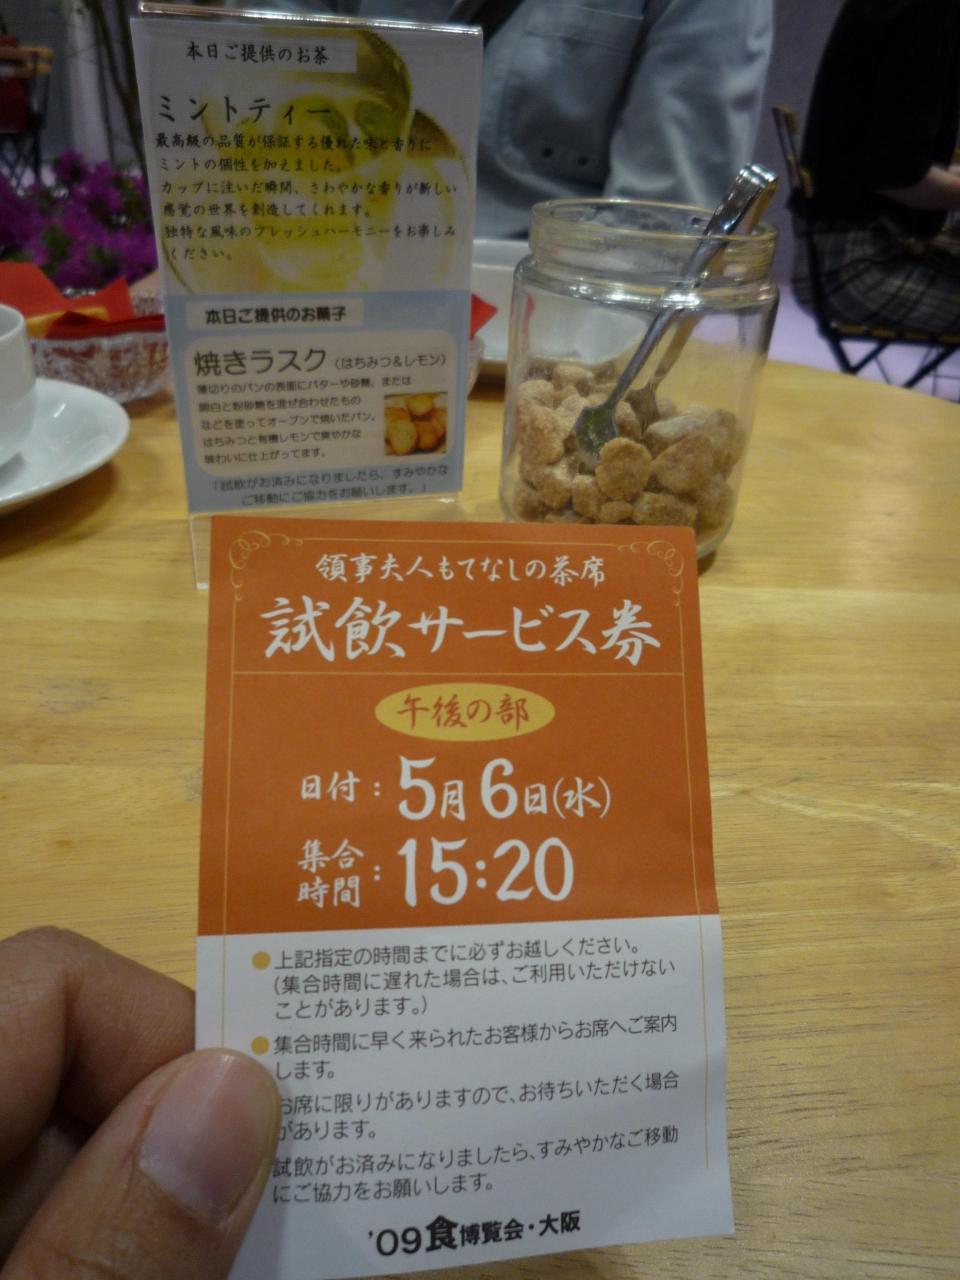 本日ご提供のお茶
ミントティー
最高級の品質が保証する優れた味と香りに
ミントの個性を加えました。
カップに注いだ瞬間、さわやかな香りが新しい
感覚の世界を創造してくれます。
独特な風味のフレッシュハーモニーをお楽しみ
ください。
本日ご提供のお菓子
焼きラスク(はちみつ&レモン)
薄切りのパンの表面にバターや砂糖、または
卵白と粉砂糖を混ぜ合わせたもの
などを塗ってオーブンで焼いたパン。
はちみつと有機レモンで爽やかな
味わいに仕上がってます。
「試飲がお済みになりましたら、すみやかな
ご移動にご協力をお願いします。」
領事夫人もてなしの茶席
試飲サービス券
午後の部
日付:5月6日(水)
集合時間:15:20
●上記指定の時間までに必ずお越しください。
(集合時間に遅れた場合は、ご利用いただけない
ことがあります。)
●集合時間に早く来られたお客様からお席へご案内
します。
お席に限りがありますので、お待ちいただく場合
があります。
試飲がお済みになりましたら、すみやかなご移動
にご協力をお願いします。
'09食博覧会・大阪